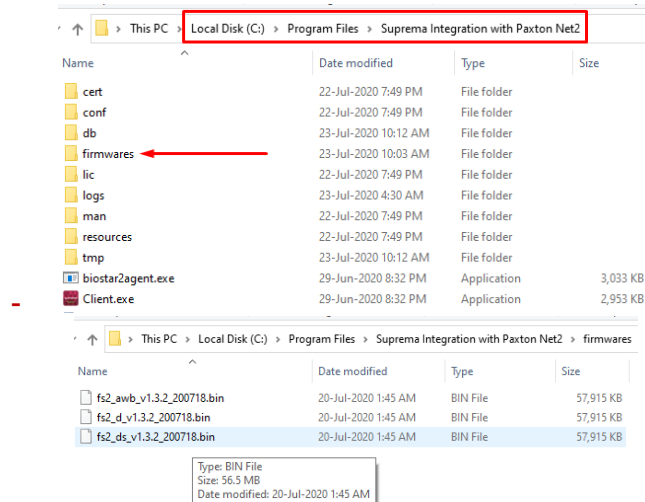 This PC > Local Disk (C:) > Program Files > Suprema Integration with Paxton Net2
Name Date modified Type Size
cert 22-Jul-2020 7:49 PM File folder
conf 22-Jul-2020 7:49 PM File folder
db 23-Jul-2020 10:12 AM File folder
firmwares 23-Jul-2020 10:03 AM File folder
lic 22-Jul-2020 7:49 PM File folder
logs 23-Jul-2020 4:30 AM File folder
man 22-Jul-2020 7:49 PM File folder
resources 22-Jul-2020 7:49 PM File folder
tmp 23-Jul-2020 10:12 AM File folder
biostar2agent.exe 29-Jun-2020 8:32 PM Application 3,033 KB
Client.exe 29-Jun-2020 8:32 PM Application 2,953 KB
This PC > Local Disk (C:) > Program Files > Suprema Integration with Paxton Net2 > firmwares
Name Date modified Type Size
fs2_awb_v1.3.2_200718.bin 20-Jul-2020 1:45 AM BIN File 57,915 KB
fs2_d_v1.3.2_200718.bin 20-Jul-2020 1:45 AM BIN File 57,915 KB
fs2_ds_v1.3.2_200718.bin 20-Jul-2020 1:45 AM BIN File 57,915 KB
Type: BIN File
Size: 56.5 MB
Date modified: 20-Jul-2020 1:45 AM